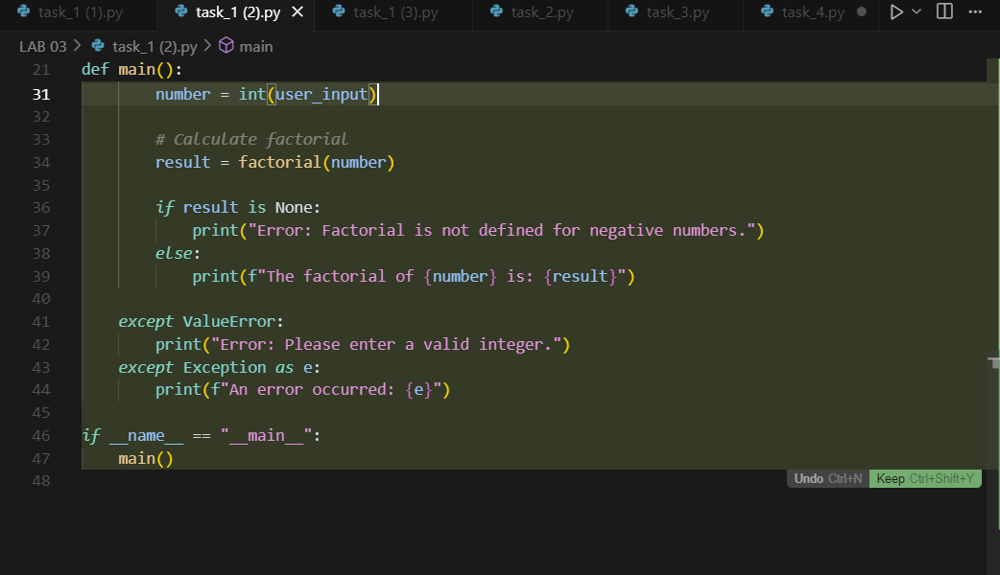 task_1 (1).py task_1 (2).py task_1 (3).py task_2.py task_3.py task_4.py
LAB 03 > task_1 (2).py > main
21 def main():
31 number = int(user_input)
32
33 # Calculate factorial
34 result = factorial(number)
35
36 if result is None:
37 print("Error: Factorial is not defined for negative numbers.")
38 else:
39 print(f"The factorial of {number} is: {result}")
40
41 except ValueError:
42 print("Error: Please enter a valid integer.")
43 except Exception as e:
44 print(f"An error occurred: {e}")
45
46 if __name__ == "__main__":
47 main()
48
Undo Ctrl+N Keep Ctrl+Shift+Y